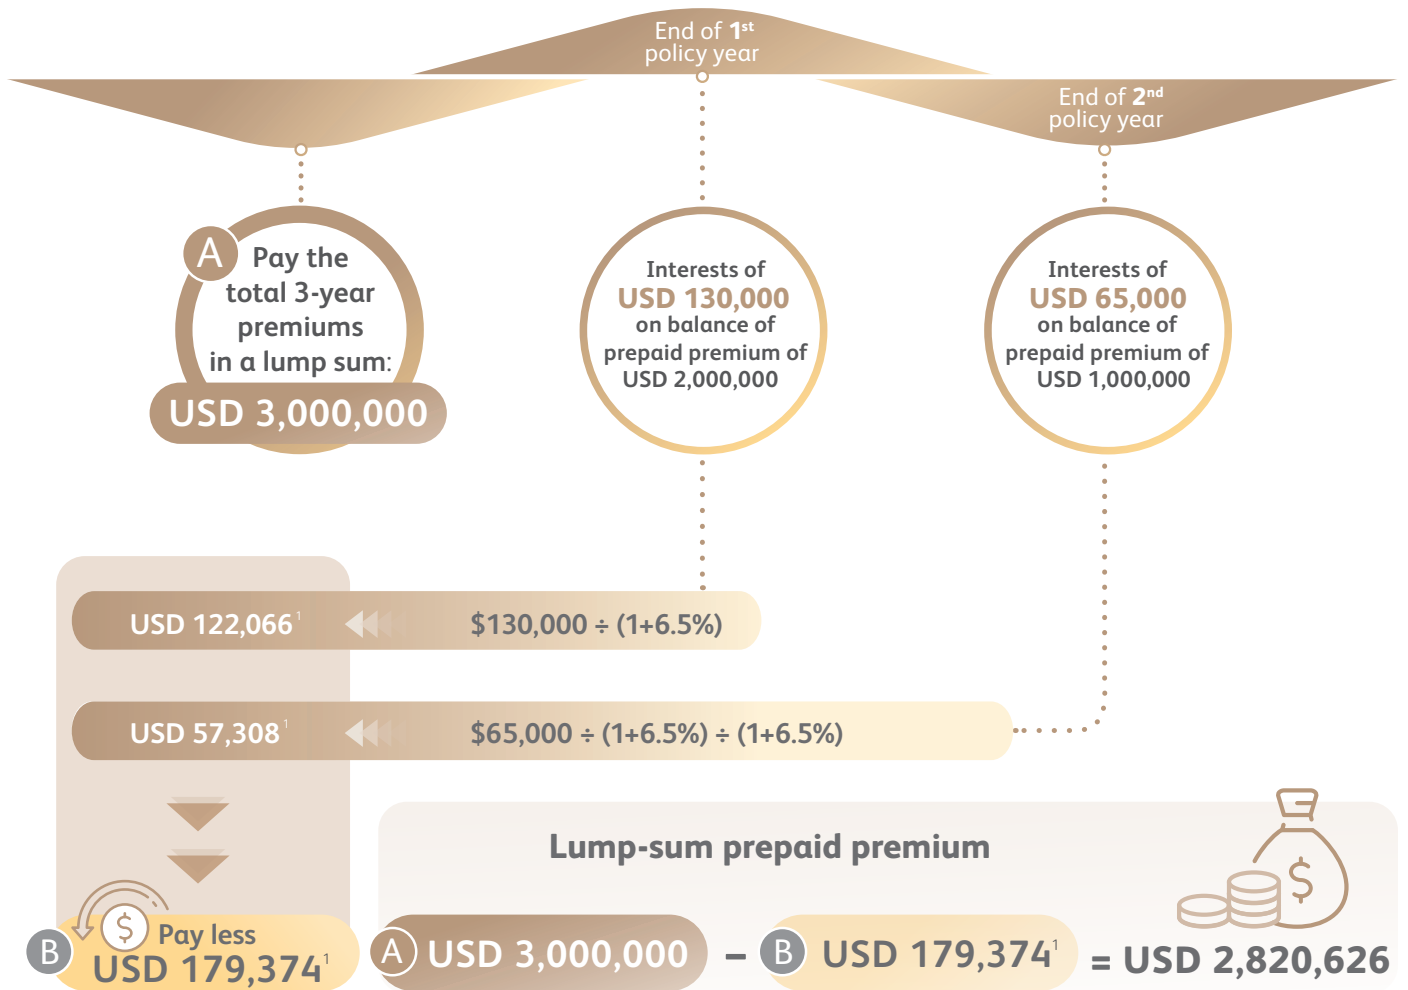 End of 1st
policy year
End of 2nd
policy year
A
Pay the
total 3-year
premiums
in a lump sum:
USD 3,000,000
Interests of
USD 130,000
on balance of
prepaid premium of
USD 2,000,000
Interests of
USD 65,000
on balance of
prepaid premium of
USD 1,000,000
USD 122,066¹ $130,000 ÷ (1+6.5%)
USD 57,308¹ $65,000 ÷ (1+6.5%) ÷ (1+6.5%)
$
B
Pay less
USD 179,374¹
Lump-sum prepaid premium
$
A USD 3,000,000 – B USD 179,374¹ = USD 2,820,626